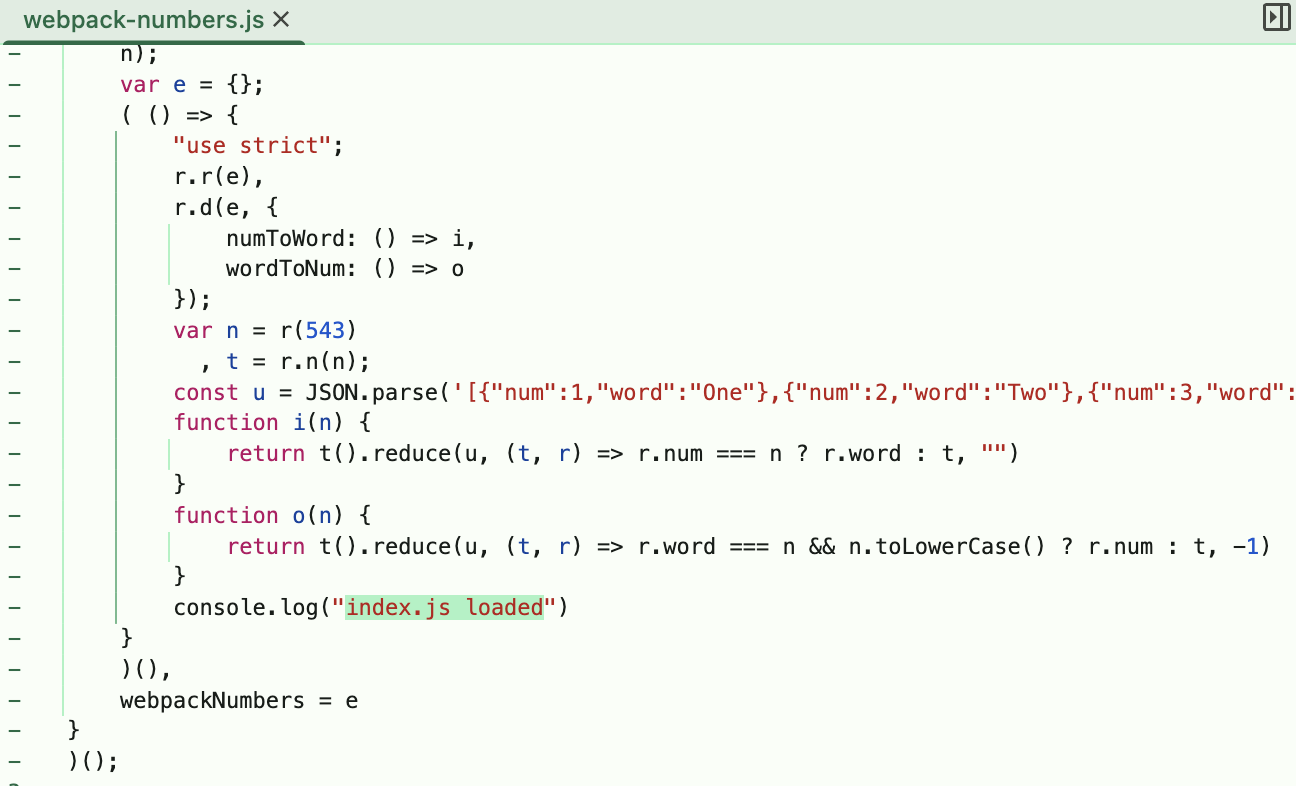 webpack-numbers.js
n);
var e = {};
( () => {
"use strict";
r.r(e),
r.d(e, {
numToWord: () => i,
wordToNum: () => o
});
var n = r(543)
, t = r.n(n);
const u = JSON.parse('[{"num":1,"word":"One"},{"num":2,"word":"Two"},{"num":3,"word":
function i(n) {
return t().reduce(u, (t, r) => r.num === n ? r.word : t, "")
}
function o(n) {
return t().reduce(u, (t, r) => r.word === n && n.toLowerCase() ? r.num : t, -1)
}
console.log("index.js loaded")
}
)(),
webpackNumbers = e
}
)();